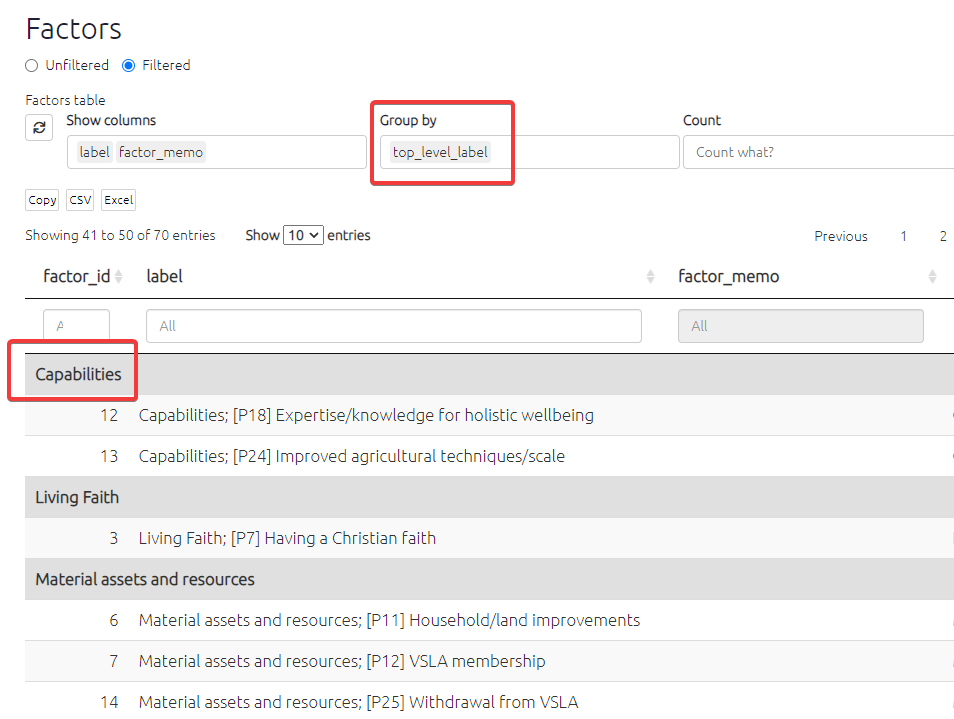 Factors
Unfiltered Filtered
Factors table
Show columns Group by Count
label factor_memo top_level_label Count what?
Copy CSV Excel
Showing 41 to 50 of 70 entries Show 10 entries Previous 1 2
factor_id label factor_memo
All All
Capabilities
12 Capabilities; [P18] Expertise/knowledge for holistic wellbeing
13 Capabilities; [P24] Improved agricultural techniques/scale
Living Faith
3 Living Faith; [P7] Having a Christian faith
Material assets and resources
6 Material assets and resources; [P11] Household/land improvements
7 Material assets and resources; [P12] VSLA membership
14 Material assets and resources; [P25] Withdrawal from VSLA